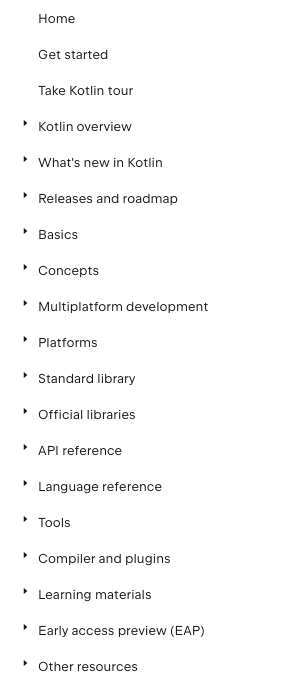 Home
Get started
Take Kotlin tour
Kotlin overview
What's new in Kotlin
Releases and roadmap
Basics
Concepts
Multiplatform development
Platforms
Standard library
Official libraries
API reference
Language reference
Tools
Compiler and plugins
Learning materials
Early access preview (EAP)
Other resources